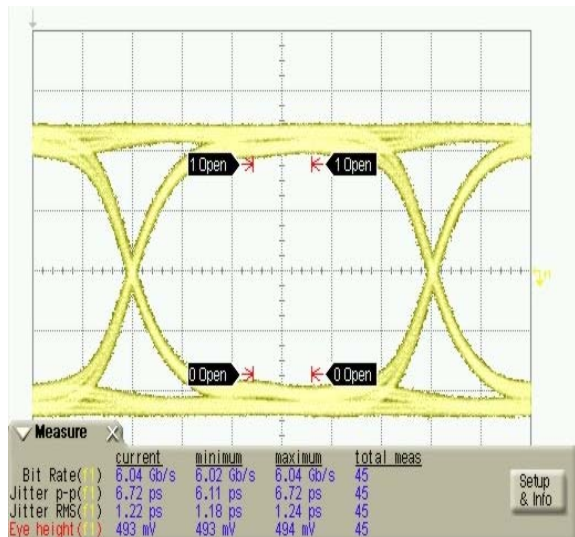 1 Open 1 Open
0 Open 0 Open
Measure X
current minimum maximum total meas
Bit Rate(f1) 6.04 Gb/s 6.02 Gb/s 6.04 Gb/s 45
Jitter p-p(f1) 6.72 ps 6.11 ps 6.72 ps 45
Jitter RMS(f1) 1.22 ps 1.18 ps 1.24 ps 45
Eye height(f1) 493 mV 493 mV 494 mV 45
Setup
& Info